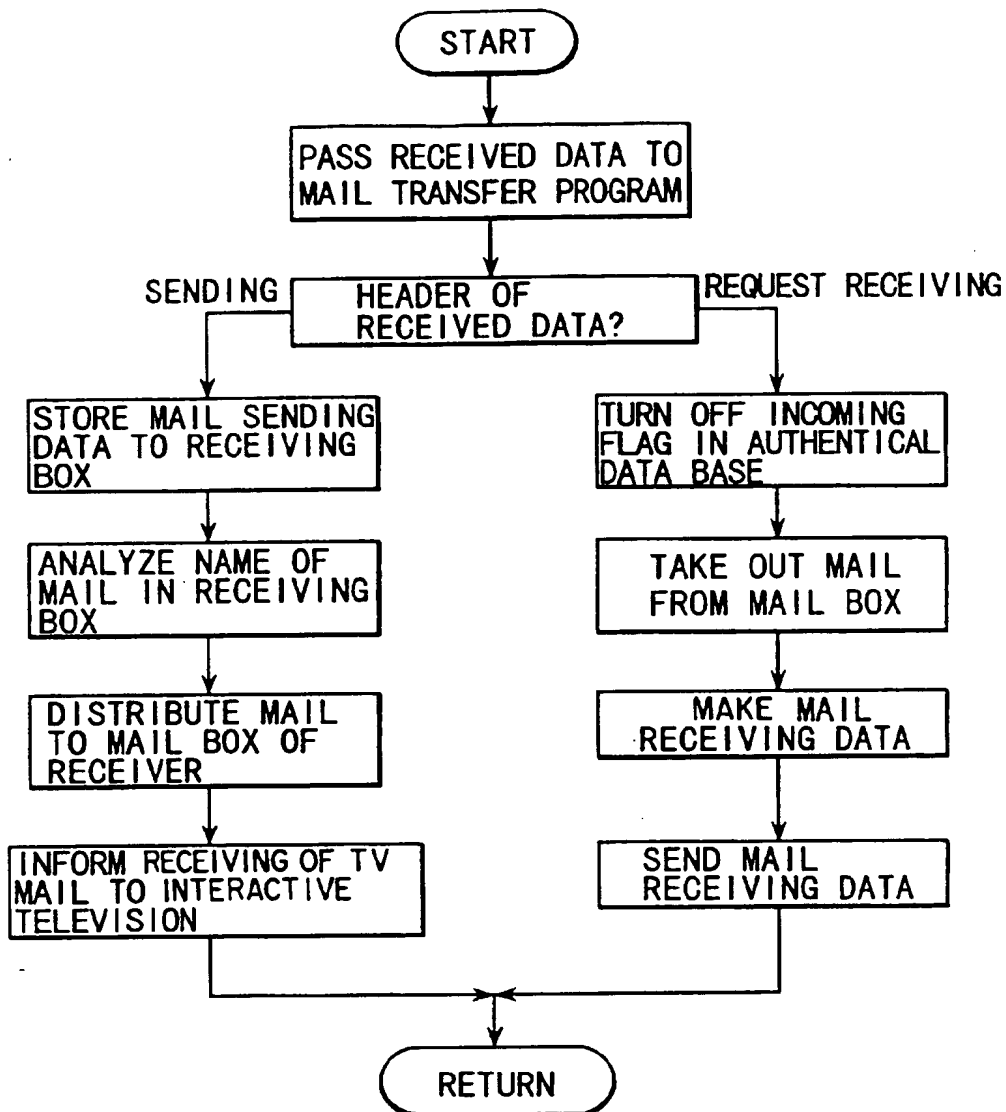 START
PASS RECEIVED DATA TO
MAIL TRANSFER PROGRAM
SENDING
HEADER OF
RECEIVED DATA?
REQUEST RECEIVING
STORE MAIL SENDING
DATA TO RECEIVING
BOX
ANALYZE NAME OF
MAIL IN RECEIVING
BOX
DISTRIBUTE MAIL
TO MAIL BOX OF
RECEIVER
INFORM RECEIVING OF TV
MAIL TO INTERACTIVE
TELEVISION
TURN OFF INCOMING
FLAG IN AUTHENTICAL
DATA BASE
TAKE OUT MAIL
FROM MAIL BOX
MAKE MAIL
RECEIVING DATA
SEND MAIL
RECEIVING DATA
RETURN